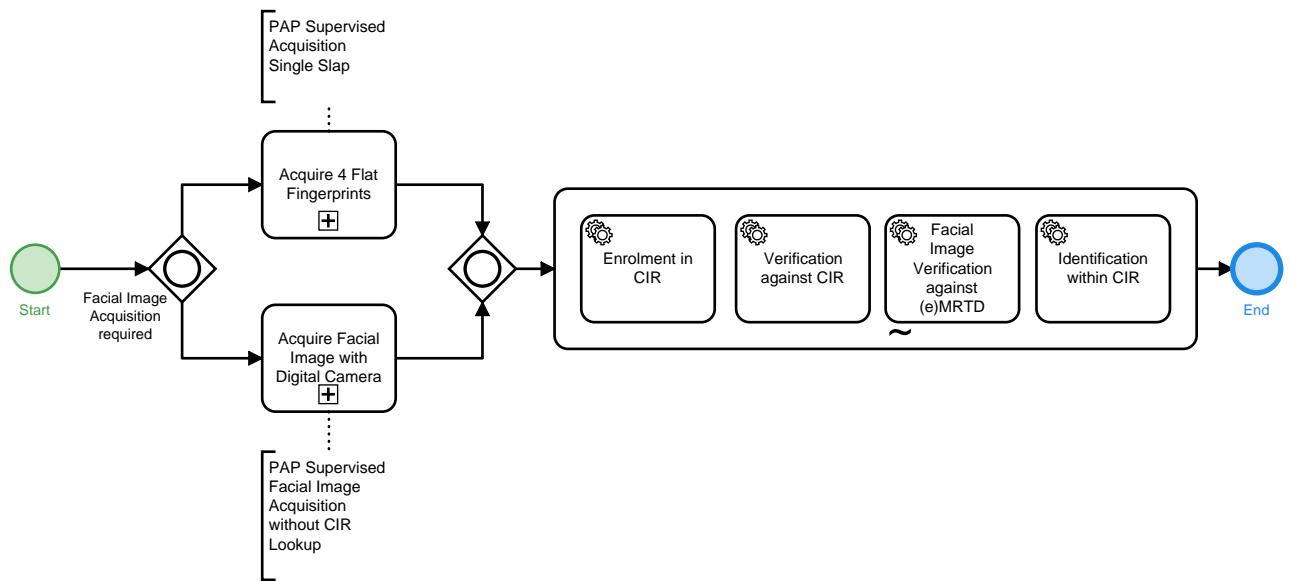 PAP Supervised
Acquisition
Single Slap
Acquire 4 Flat
Fingerprints
Start
Facial Image
Acquisition
required
Acquire Facial
Image with
Digital Camera
PAP Supervised
Facial Image
Acquisition
without CIR
Lookup
Enrolment in
CIR
Verification
against CIR
Facial
Image
Verification
against
(e)MRTD
Identification
within CIR
End